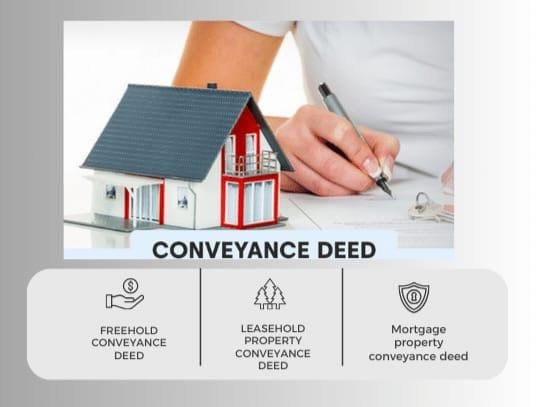 CONVEYANCE DEED
FREEHOLD
CONVEYANCE
DEED
LEASEHOLD
PROPERTY
CONVEYANCE
DEED
Mortgage
property
conveyance deed